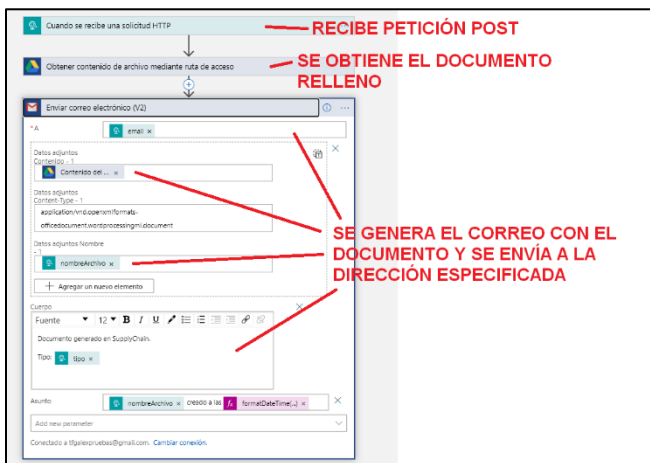 Cuando se recibe una solicitud HTTP
RECIBE PETICIÓN POST
Obtener contenido de archivo mediante ruta de acceso
SE OBTIENE EL DOCUMENTO
RELLENO
Enviar correo electrónico (V2)
*A
email ×
Datos adjuntos
Contenido - 1
Contenido del ... ×
Datos adjuntos
Content-Type - 1
application/vnd.openxmlformats-
officedocument.wordprocessingml.document
SE GENERA EL CORREO CON EL
DOCUMENTO Y SE ENVÍA A LA
DIRECCIÓN ESPECIFICADA
Datos adjuntos Nombre
- 1
nombreArchivo ×
+ Agregar un nuevo elemento
Cuerpo
Fuente 12 B I U
Documento generado en SupplyChain.
Tipo: tipo ×
Asunto
nombreArchivo × creado a las fx formatDateTime(...) ×
Add new parameter
Conectado a tfgalexpruebas@gmail.com. Cambiar conexión.